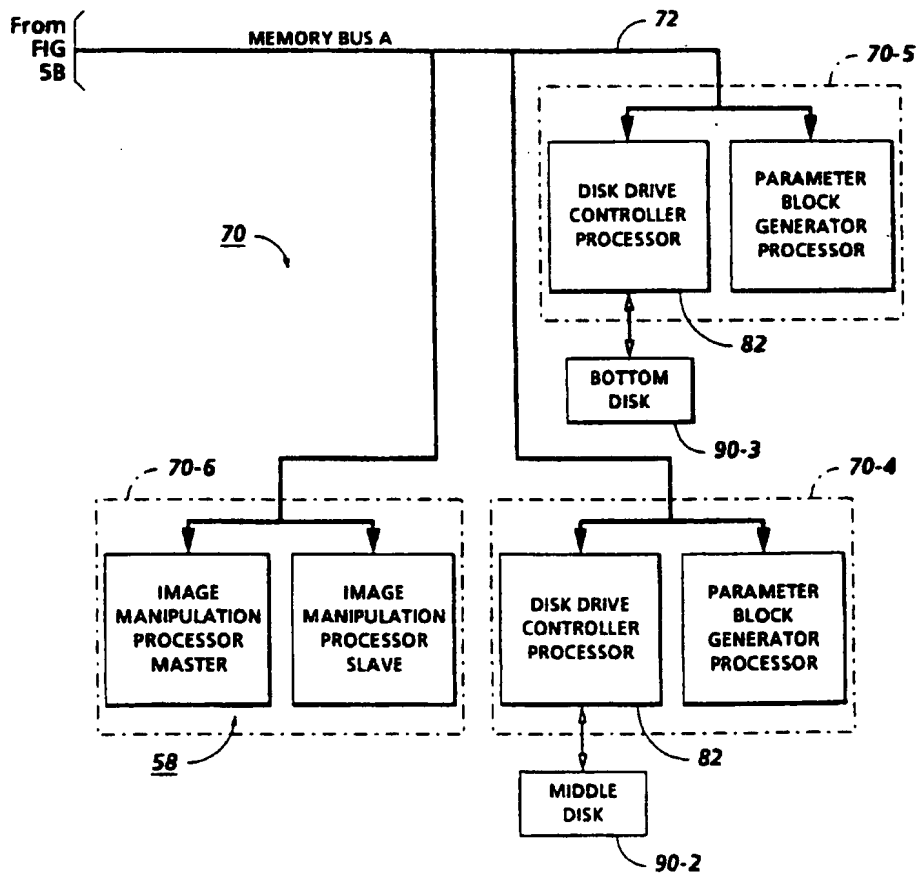 From
FIG
5B
MEMORY BUS A
72
70-5
DISK DRIVE
CONTROLLER
PROCESSOR
PARAMETER
BLOCK
GENERATOR
PROCESSOR
70
82
BOTTOM
DISK
90-3
70-6
70-4
IMAGE
MANIPULATION
PROCESSOR
MASTER
IMAGE
MANIPULATION
PROCESSOR
SLAVE
DISK DRIVE
CONTROLLER
PROCESSOR
PARAMETER
BLOCK
GENERATOR
PROCESSOR
58
82
MIDDLE
DISK
90-2